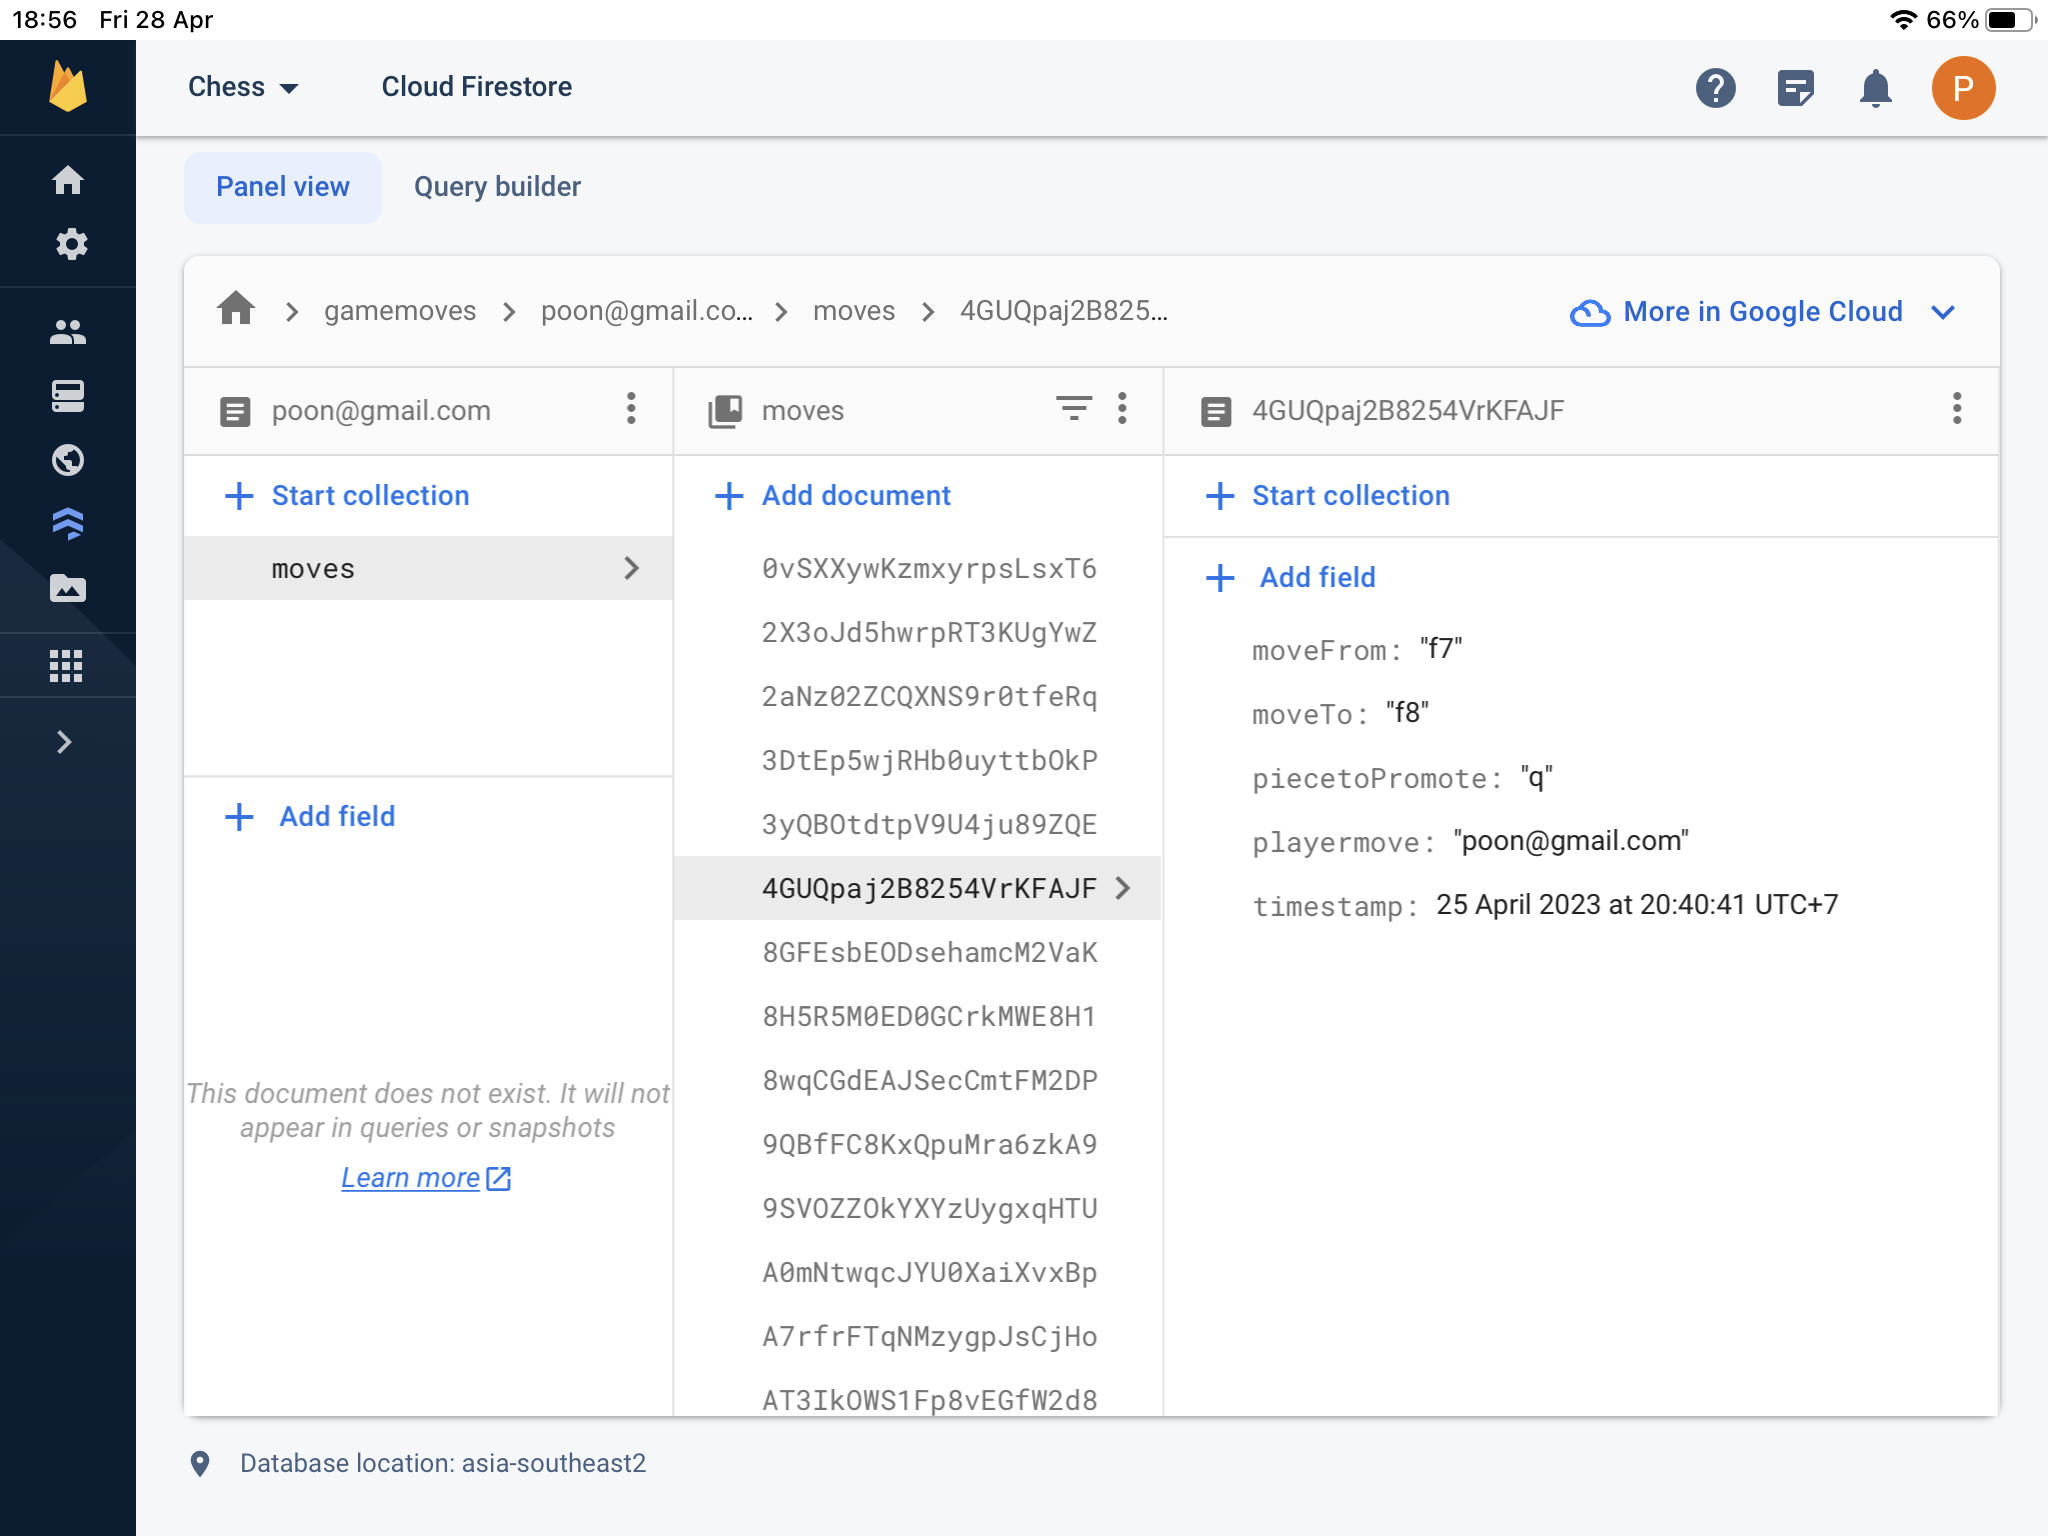 18:56 Fri 28 Apr 66%
Chess Cloud Firestore P
Panel view Query builder
gamemoves poon@gmail.co... moves 4GUQpaj2B825... More in Google Cloud
poon@gmail.com moves 4GUQpaj2B8254VrKFAJF
Start collection Add document Start collection
moves 0vSXXywKzmxyrpsLsxT6 Add field
2X3oJd5hwrpRT3KUgYwZ moveFrom: "f7"
2aNz02ZCQXNS9r0tfeRq moveTo: "f8"
3DtEp5wjRHb0uyttbOkP piecetoPromote: "q"
Add field 3yQBOtdtpV9U4ju89ZQE playermove: "poon@gmail.com"
4GUQpaj2B8254VrKFAJF timestamp: 25 April 2023 at 20:40:41 UTC+7
8GFEsbEODsehamcM2VaK
8H5R5M0ED0GCrkMWE8H1
This document does not exist. It will not 8wqCGdEAJSecCmtFM2DP
appear in queries or snapshots 9QBfFC8KxQpuMra6zkA9
Learn more 9SVOZZOkYXYzUygxqHTU
A0mNtwqcJYU0XaiXvxBp
A7rfrFTqNMzygpJsCjHo
AT3IkOWS1Fp8vEGfW2d8
Database location: asia-southeast2